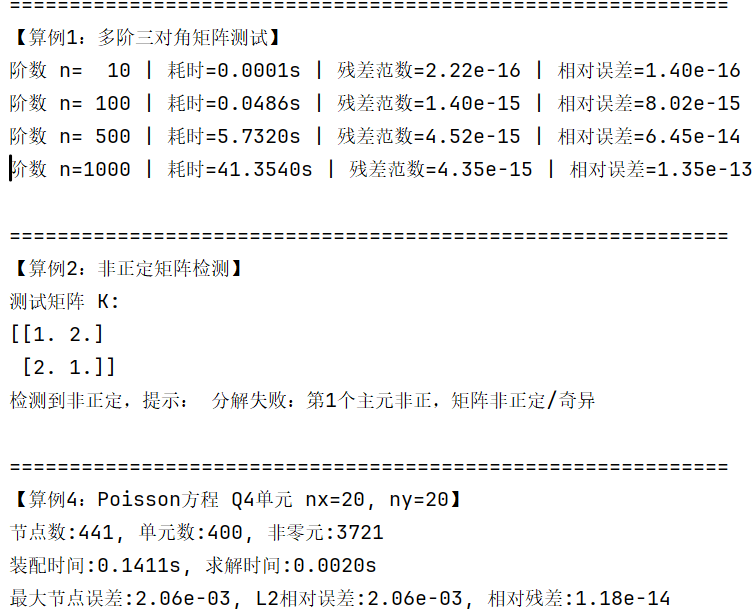 ============================================================
【算例1：多阶三对角矩阵测试】
阶数 n=  10 | 耗时=0.0001s | 残差范数=2.22e-16 | 相对误差=1.40e-16
阶数 n= 100 | 耗时=0.0486s | 残差范数=1.40e-15 | 相对误差=8.02e-15
阶数 n= 500 | 耗时=5.7320s | 残差范数=4.52e-15 | 相对误差=6.45e-14
阶数 n=1000 | 耗时=41.3540s | 残差范数=4.35e-15 | 相对误差=1.35e-13
============================================================
【算例2：非正定矩阵检测】
测试矩阵 K:
[[1. 2.]
 [2. 1.]]
检测到非正定，提示： 分解失败：第1个主元非正，矩阵非正定/奇异
============================================================
【算例4：Poisson方程 Q4单元 nx=20, ny=20】
节点数:441, 单元数:400, 非零元:3721
装配时间:0.1411s, 求解时间:0.0020s
最大节点误差:2.06e-03, L2相对误差:2.06e-03, 相对残差:1.18e-14